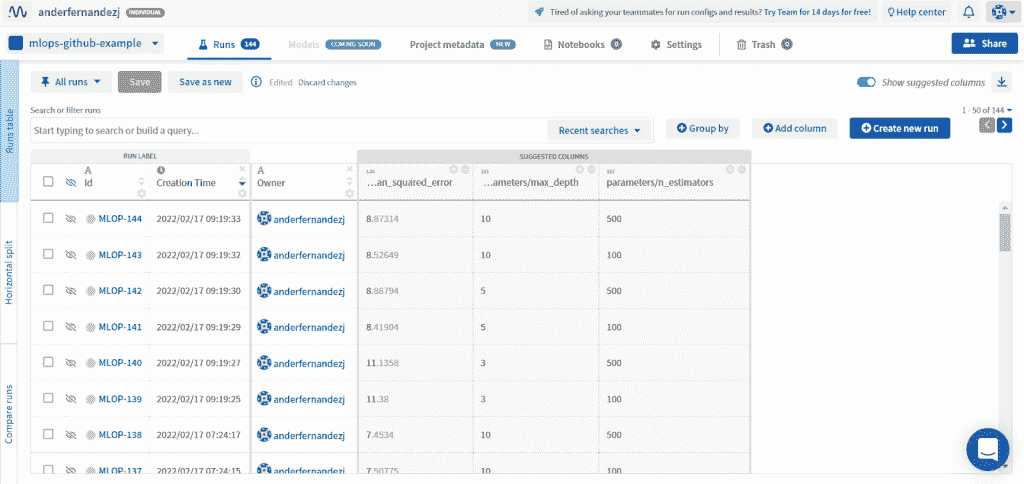 anderfernandezj INDIVIDUAL Tired of asking your teammates for run configs and results? Try Team for 14 days for free! Help center
mlops-github-example Runs 144 Models COMING SOON Project metadata NEW Notebooks 0 Settings Trash 0 Share
All runs Save Save as new Edited Discard changes Show suggested columns
Search or filter runs 1 - 50 of 144
Start typing to search or build a query... Recent searches Group by Add column Create new run
Runs table
Horizontal split
Compare runs
RUN LABEL SUGGESTED COLUMNS
A A 1.23 123 123
Id Creation Time Owner ...an_squared_error ...ameters/max_depth parameters/n_estimators
MLOP-144 2022/02/17 09:19:33 anderfernandezj 8.87314 10 500
MLOP-143 2022/02/17 09:19:32 anderfernandezj 8.52649 10 100
MLOP-142 2022/02/17 09:19:30 anderfernandezj 8.86794 5 500
MLOP-141 2022/02/17 09:19:29 anderfernandezj 8.41904 5 100
MLOP-140 2022/02/17 09:19:27 anderfernandezj 11.1358 3 500
MLOP-139 2022/02/17 09:19:25 anderfernandezj 11.38 3 100
MLOP-138 2022/02/17 07:24:17 anderfernandezj 7.4534 10 500
MLOP-137 2022/02/17 07:24:15 anderfernandezj 7.50775 10 100